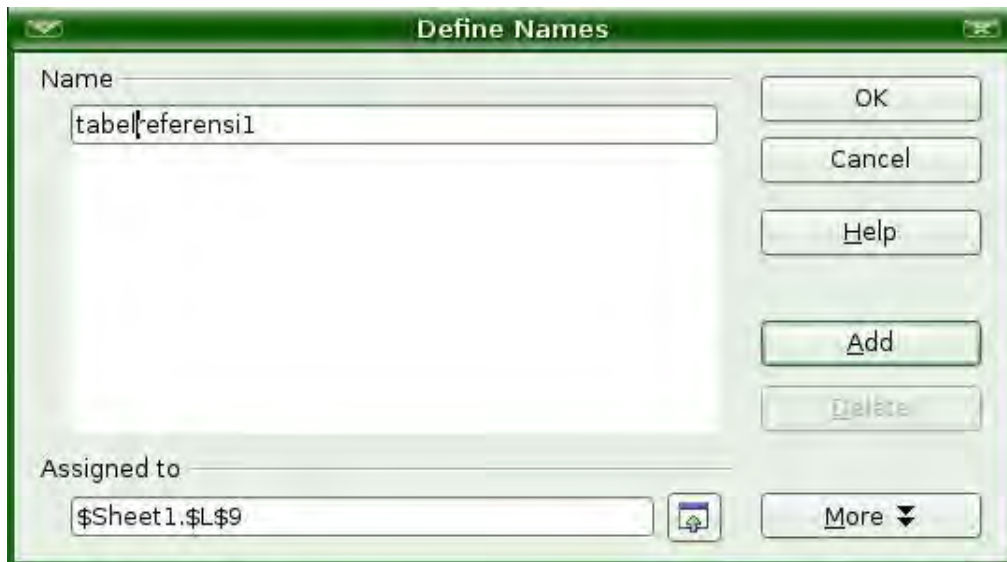 Define Names
Name
OK
tabelreferensi1
Cancel
Help
Add
Delete
Assigned to
$Sheet1.$L$9
More